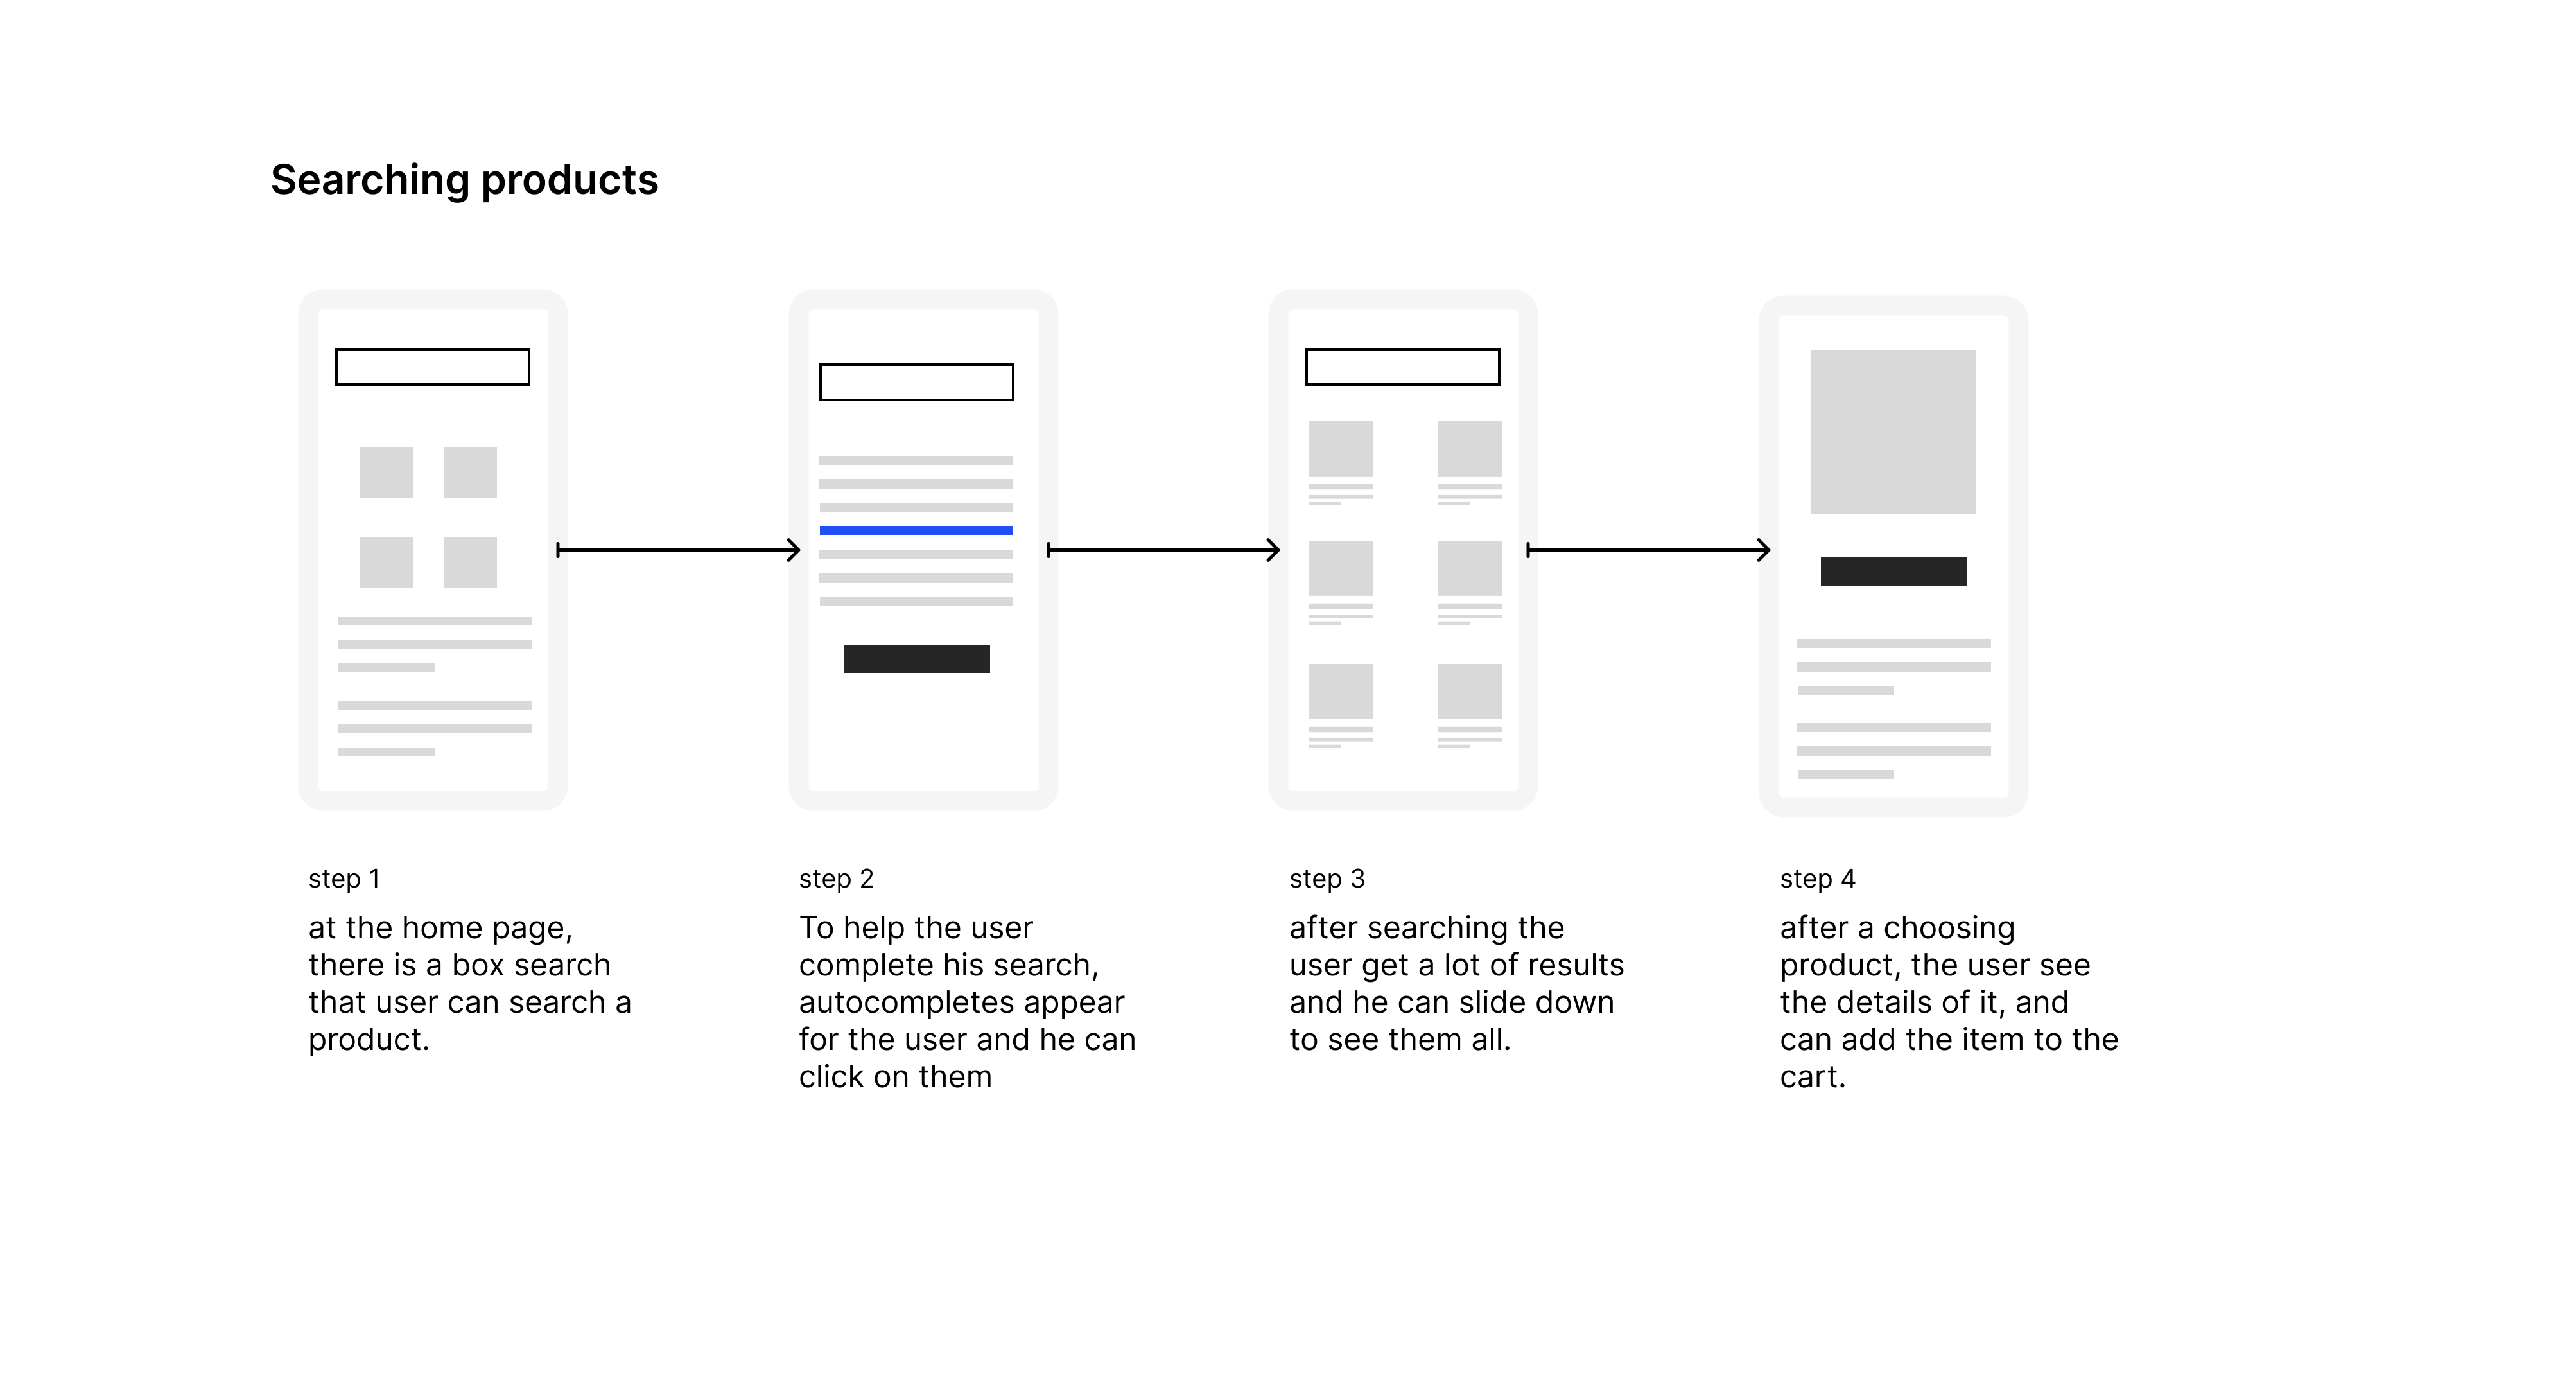 Searching products
step 1
at the home page,
there is a box search
that user can search a
product.
step 2
To help the user
complete his search,
autocompletes appear
for the user and he can
click on them
step 3
after searching the
user get a lot of results
and he can slide down
to see them all.
step 4
after a choosing
product, the user see
the details of it, and
can add the item to the
cart.